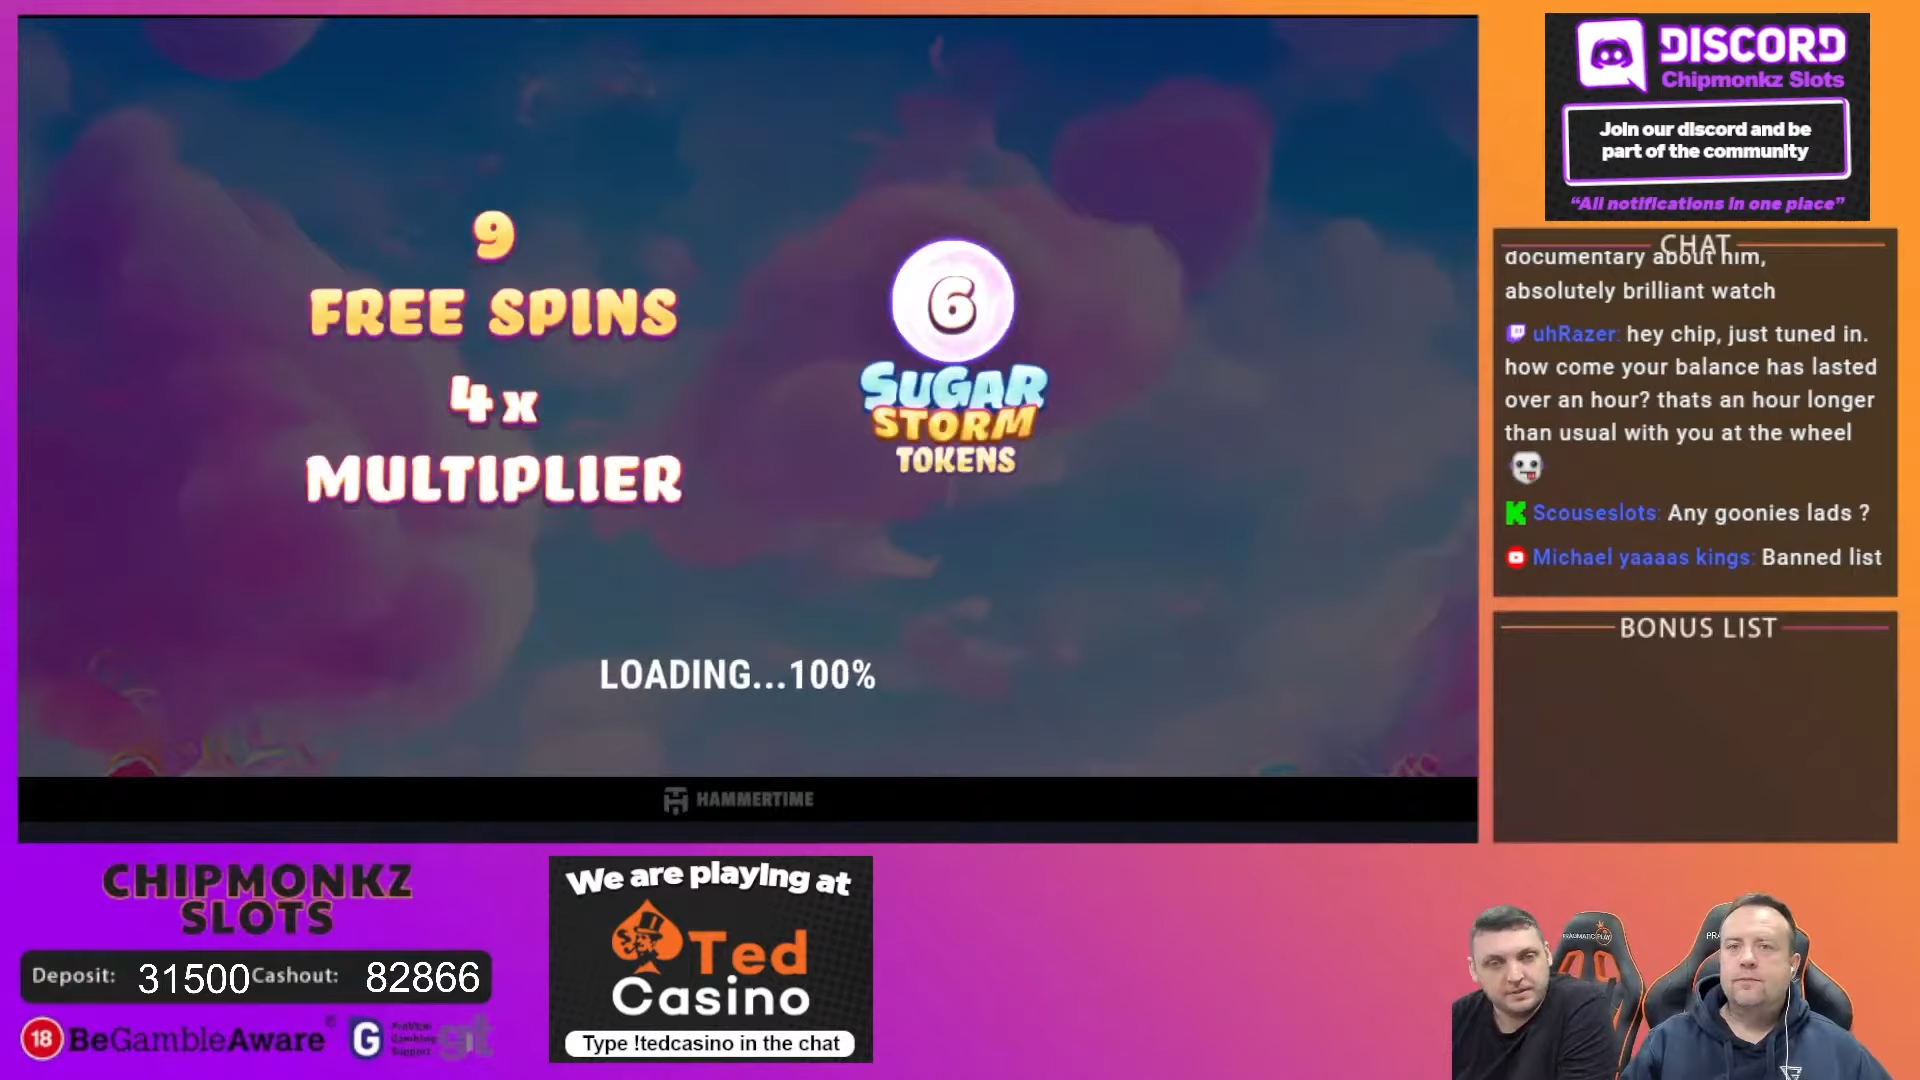 9
FREE SPINS
4x
MULTIPLIER
6
SUGAR
STORM
TOKENS
LOADING...100%
HAMMERTIME
DISCORD
Chipmonkz Slots
Join our discord and be
part of the community
“All notifications in one place”
CHAT
documentary about him,
absolutely brilliant watch
uhRazer: hey chip, just tuned in.
how come your balance has lasted
over an hour? thats an hour longer
than usual with you at the wheel
Scouseslots: Any goonies lads ?
Michael yaaaas kings: Banned list
BONUS LIST
CHIPMONKZ
SLOTS
Deposit: 31500 Cashout: 82866
18 BeGambleAware
G
We are playing at
Ted
Casino
Type !tedcasino in the chat
PRAGMATIC PLAY